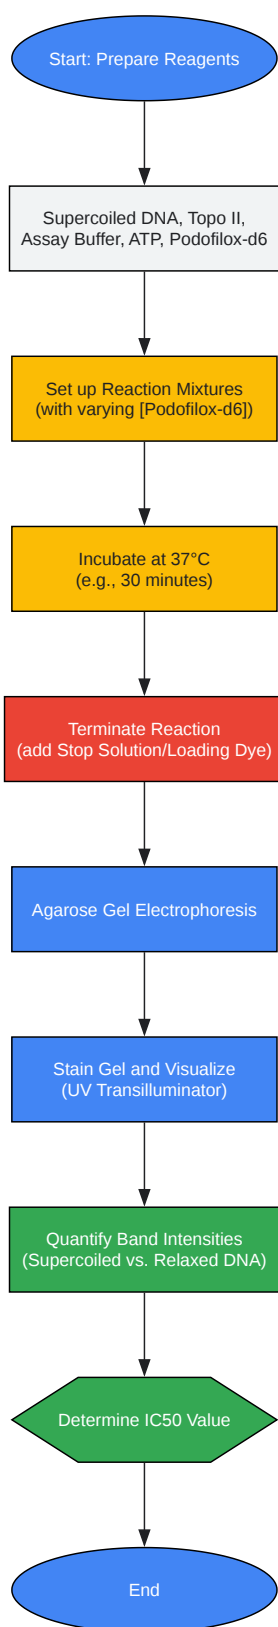 Start: Prepare Reagents
Supercoiled DNA, Topo II,
Assay Buffer, ATP, Podofilox-d6
Set up Reaction Mixtures
(with varying [Podofilox-d6])
Incubate at 37°C
(e.g., 30 minutes)
Terminate Reaction
(add Stop Solution/Loading Dye)
Agarose Gel Electrophoresis
Stain Gel and Visualize
(UV Transilluminator)
Quantify Band Intensities
(Supercoiled vs. Relaxed DNA)
Determine IC50 Value
End